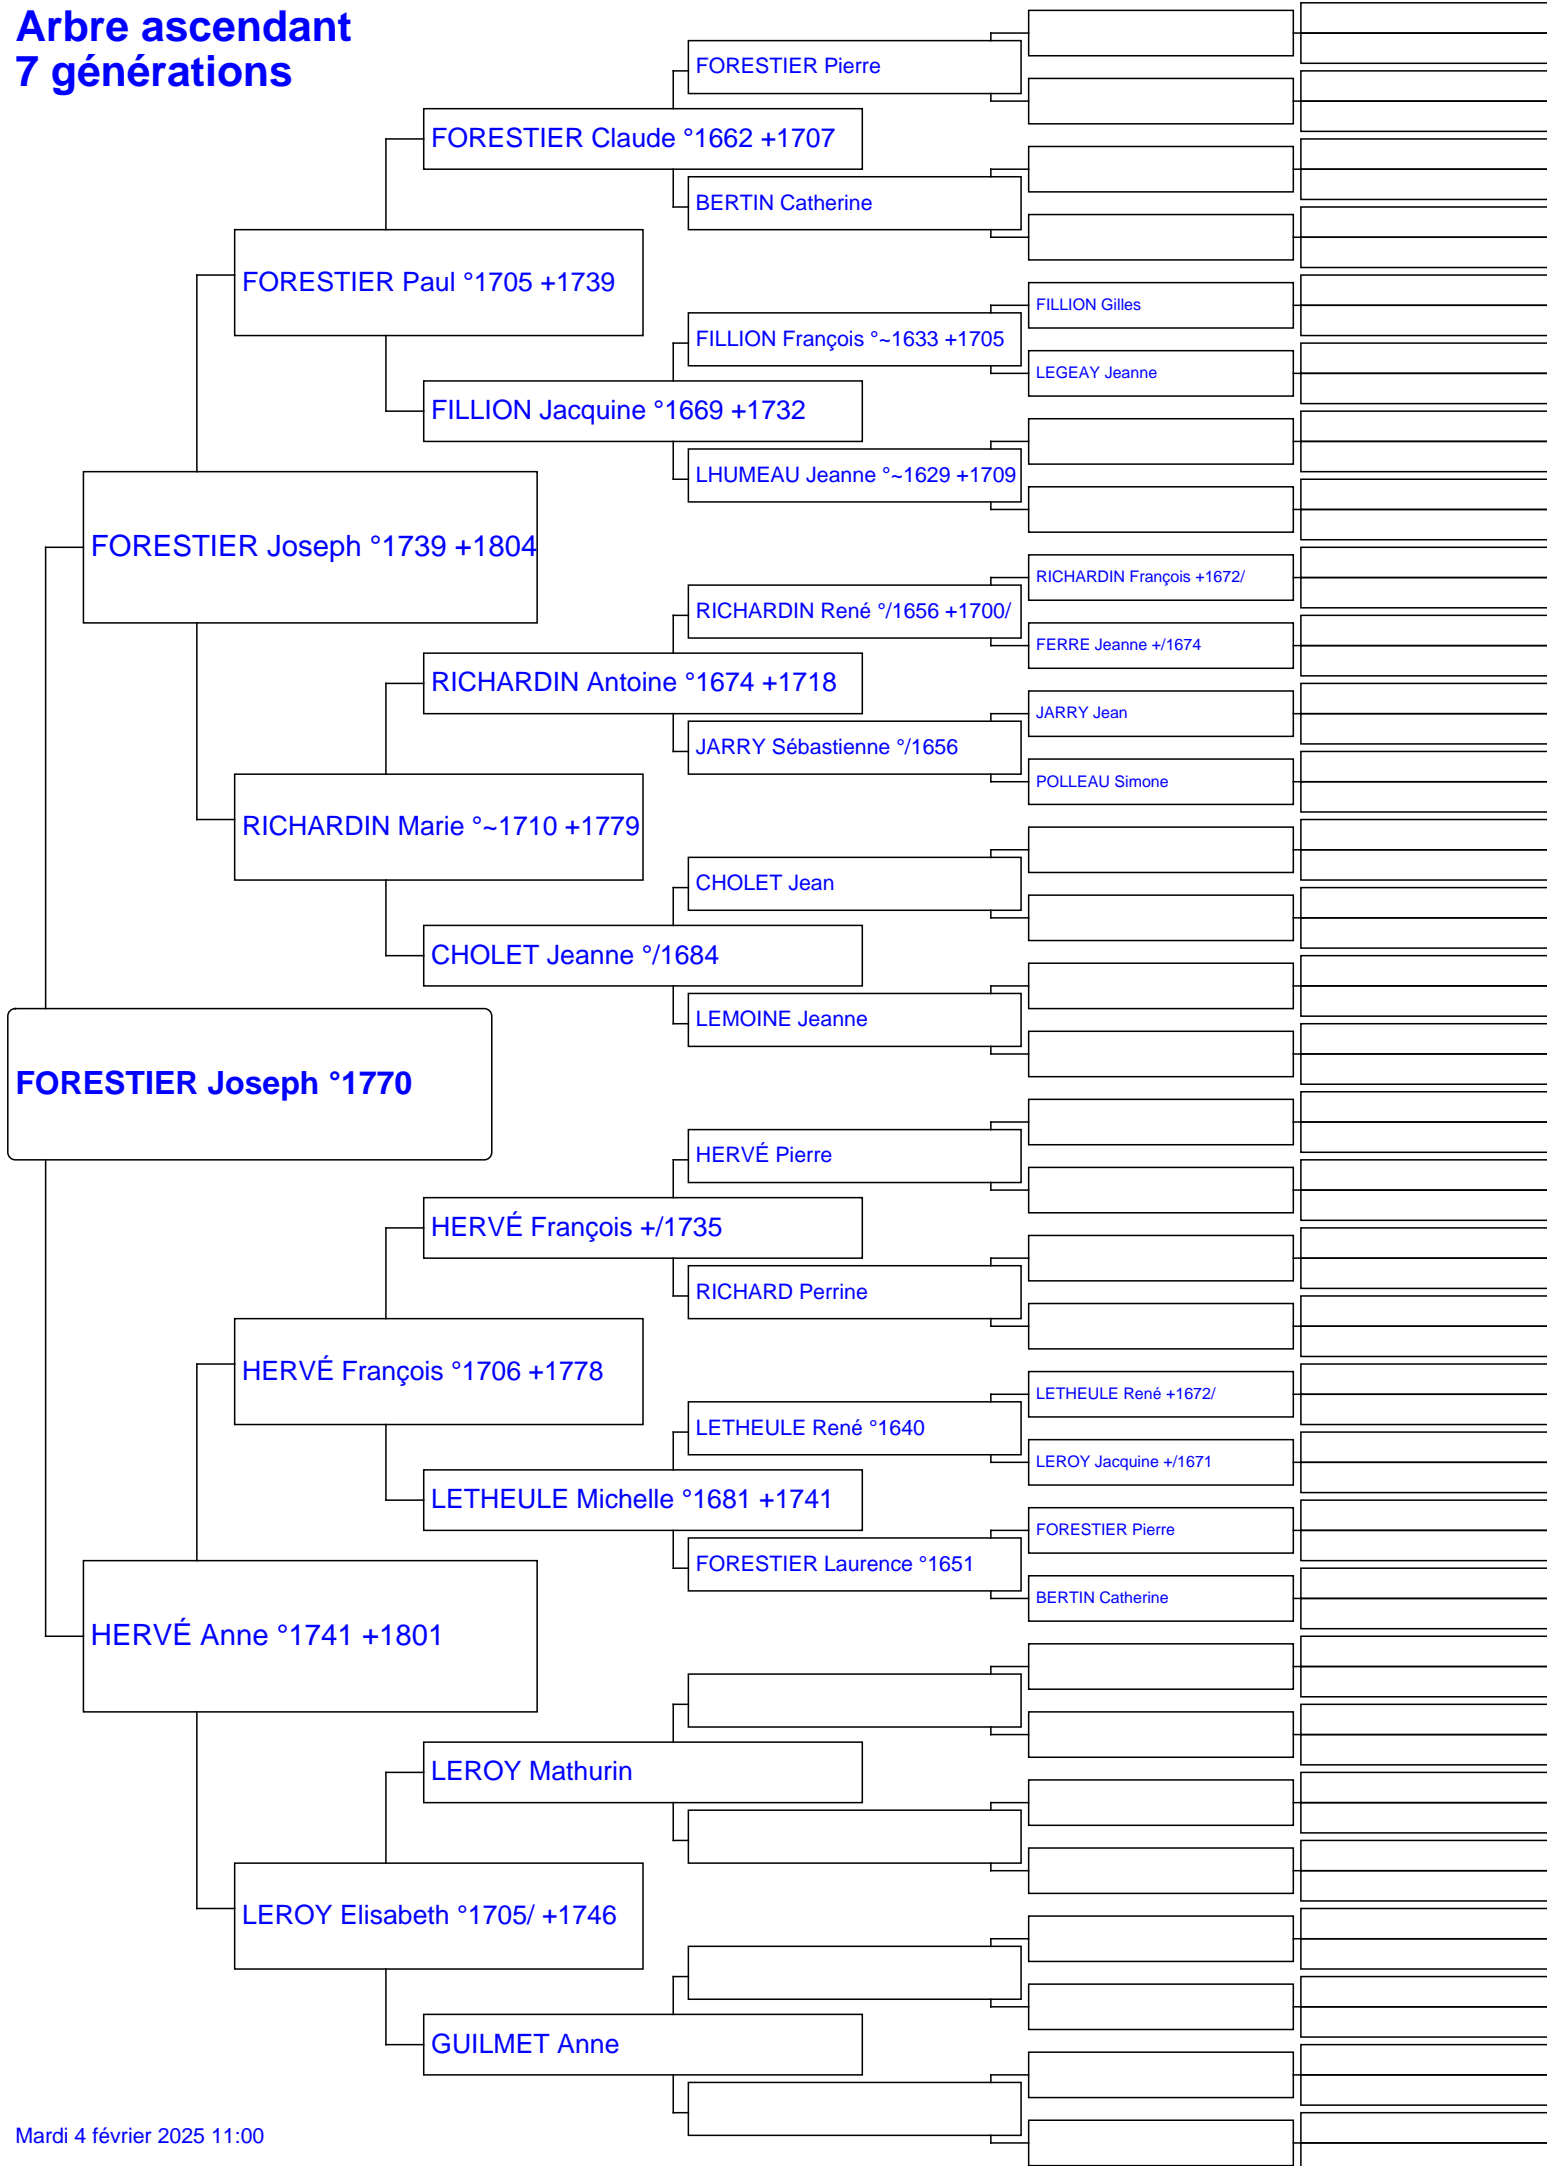 Arbre ascendant
7 générations
FORESTIER Pierre
FORESTIER Claude °1662 +1707
BERTIN Catherine
FORESTIER Paul °1705 +1739
FILLION Gilles
FILLION François °~1633 +1705
LEGEAY Jeanne
FILLION Jacquine °1669 +1732
LHUMEAU Jeanne °~1629 +1709
FORESTIER Joseph °1739 +1804
RICHARDIN François +1672/
RICHARDIN René °/1656 +1700/
FERRE Jeanne +/1674
RICHARDIN Antoine °1674 +1718
JARRY Jean
JARRY Sébastienne °/1656
POLLEAU Simone
RICHARDIN Marie °~1710 +1779
CHOLET Jean
CHOLET Jeanne °/1684
LEMOINE Jeanne
FORESTIER Joseph °1770
HERVÉ Pierre
HERVÉ François +/1735
RICHARD Perrine
HERVÉ François °1706 +1778
LETHEULE René +1672/
LETHEULE René °1640
LEROY Jacquine +/1671
LETHEULE Michelle °1681 +1741
FORESTIER Pierre
FORESTIER Laurence °1651
BERTIN Catherine
HERVÉ Anne °1741 +1801
LEROY Mathurin
LEROY Elisabeth °1705/ +1746
GUILMET Anne
Mardi 4 février 2025 11:00